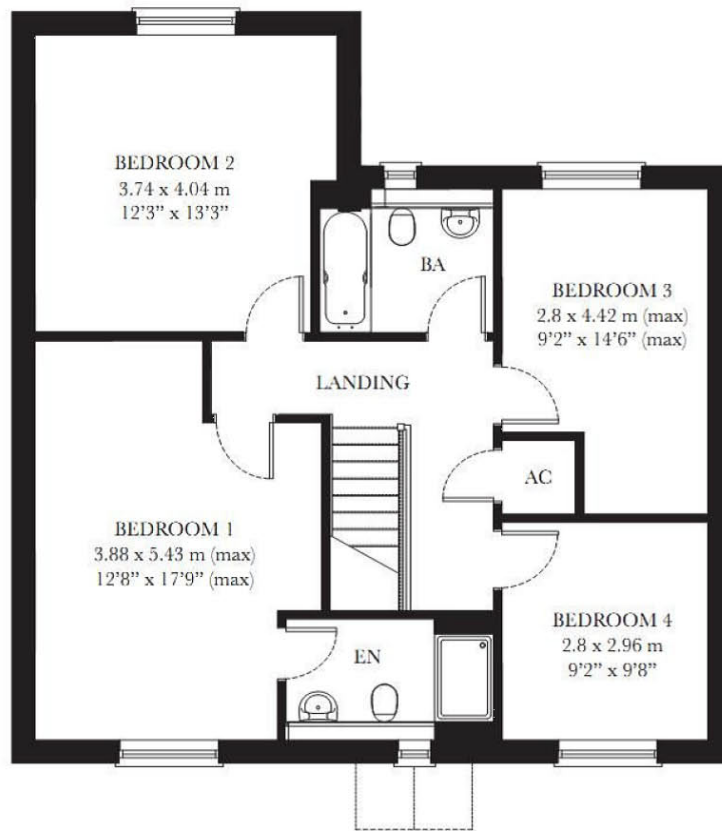 BEDROOM 2
3.74 x 4.04 m
12’3” x 13’3”
BA
BEDROOM 3
2.8 x 4.42 m (max)
9’2” x 14’6” (max)
LANDING
AC
BEDROOM 1
3.88 x 5.43 m (max)
12’8” x 17’9” (max)
EN
BEDROOM 4
2.8 x 2.96 m
9’2” x 9’8”